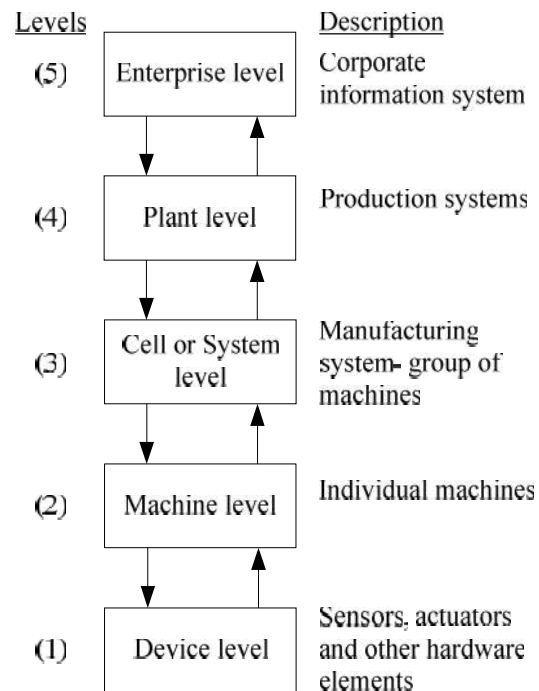 Levels Description
(5) Enterprise level Corporate
information system
(4) Plant level Production systems
(3) Cell or System
level Manufacturing
system- group of
machines
(2) Machine level Individual machines
(1) Device level Sensors, actuators
and other hardware
elements